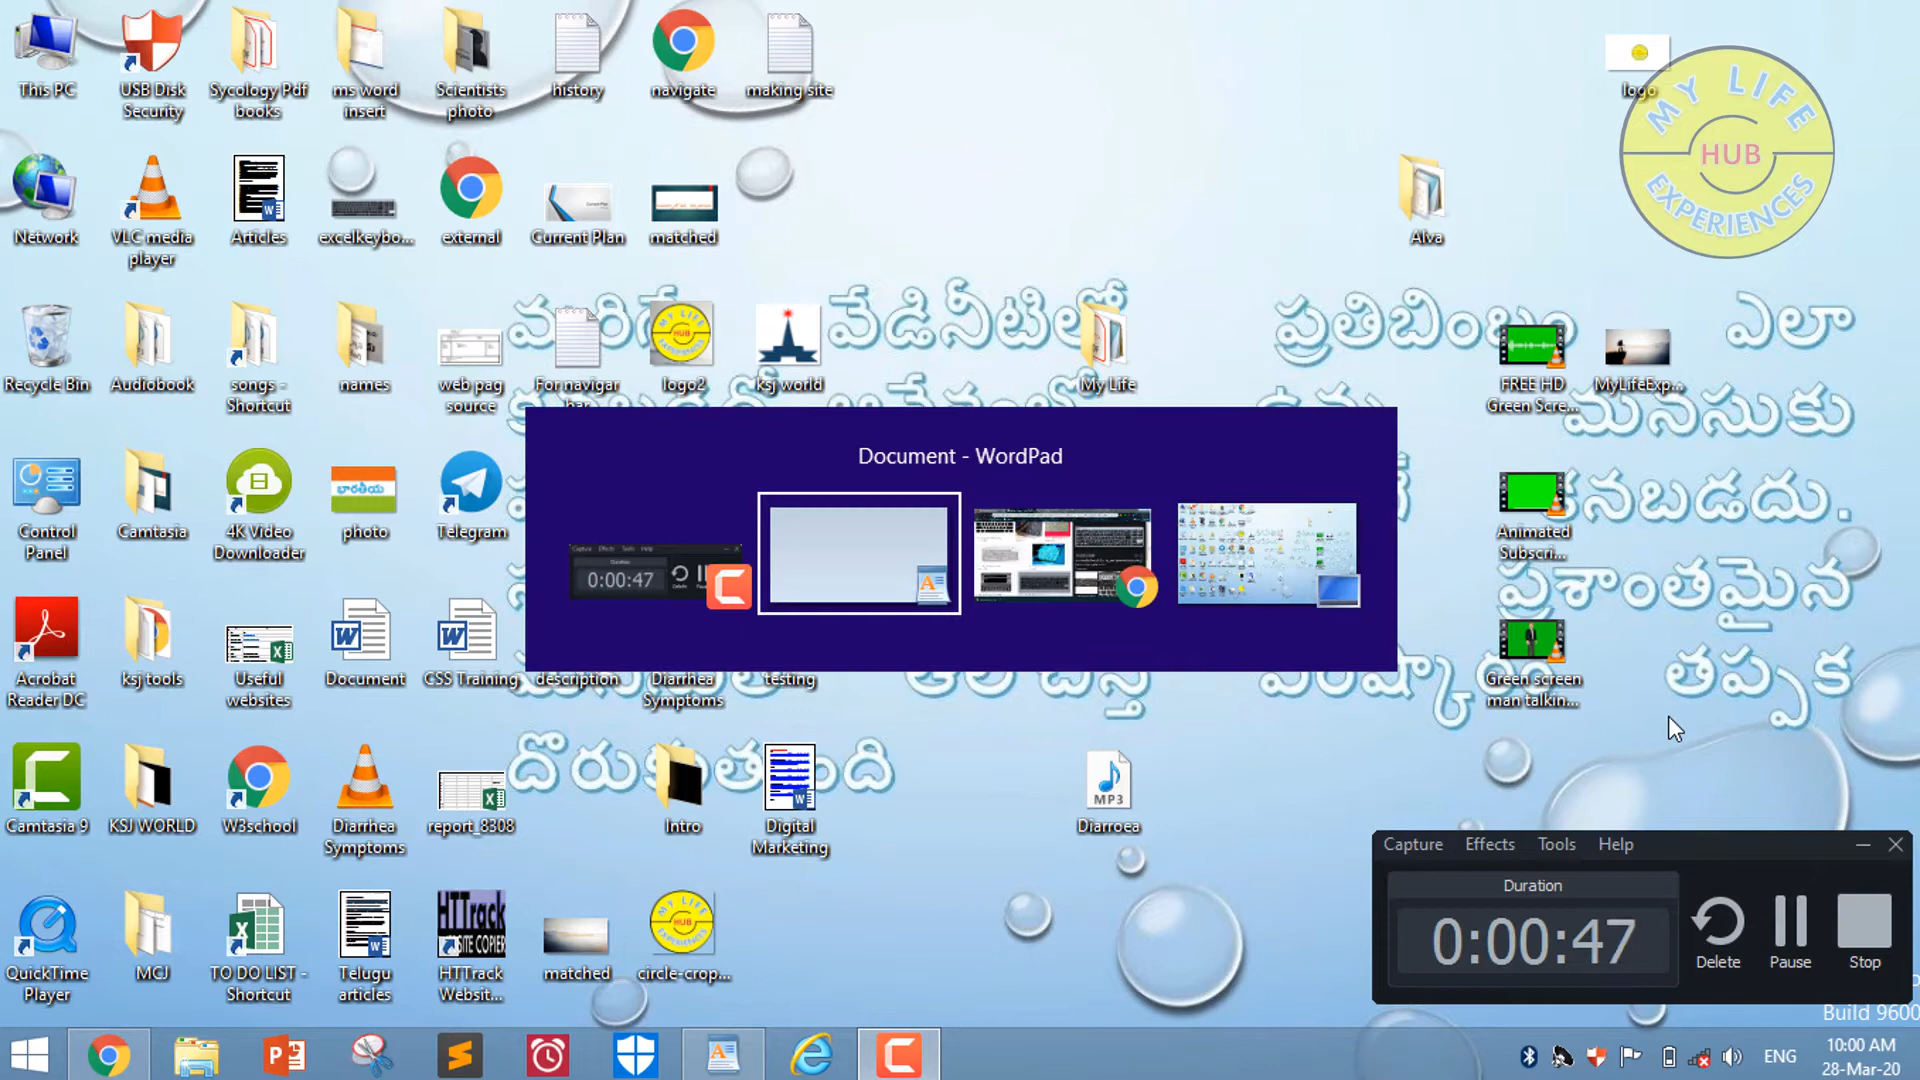 This PC
USB Disk Security
Sycology Pdf books
ms word insert
Scientists photo
history
navigate
making site
logo
MY LIFE
HUB
EXPERIENCES
Network
VLC media player
Articles
excelkeybo...
external
Current Plan
matched
Alva
ప్రతిబింబం ఎలా
Recycle Bin
Audiobook
songs - Shortcut
names
web pag source
For navigar bar
logo2
ksj world
My Life
FREE HD Green Scre...
MyLifeExp...
మనసుకు
Document - WordPad
0:00:47
Control Panel
Camtasia
4K Video Downloader
భారతీయ
photo
Telegram
Animated Subscri...
కనబడదు.
ప్రశాంతమైన
Acrobat Reader DC
ksj tools
Useful websites
Document
CSS Training
description
Diarrhea Symptoms
testing
Green screen man talkin...
తప్పక
Camtasia 9
KSJ WORLD
W3school
Diarrhea Symptoms
report_8308
Intro
Digital Marketing
MP3
Diarroea
QuickTime Player
MCJ
TO DO LIST - Shortcut
Telugu articles
HTTrack Websit...
matched
circle-crop...
Capture Effects Tools Help
Duration
0:00:47
Delete
Pause
Stop
Build 9600
ENG
10:00 AM
28-Mar-20